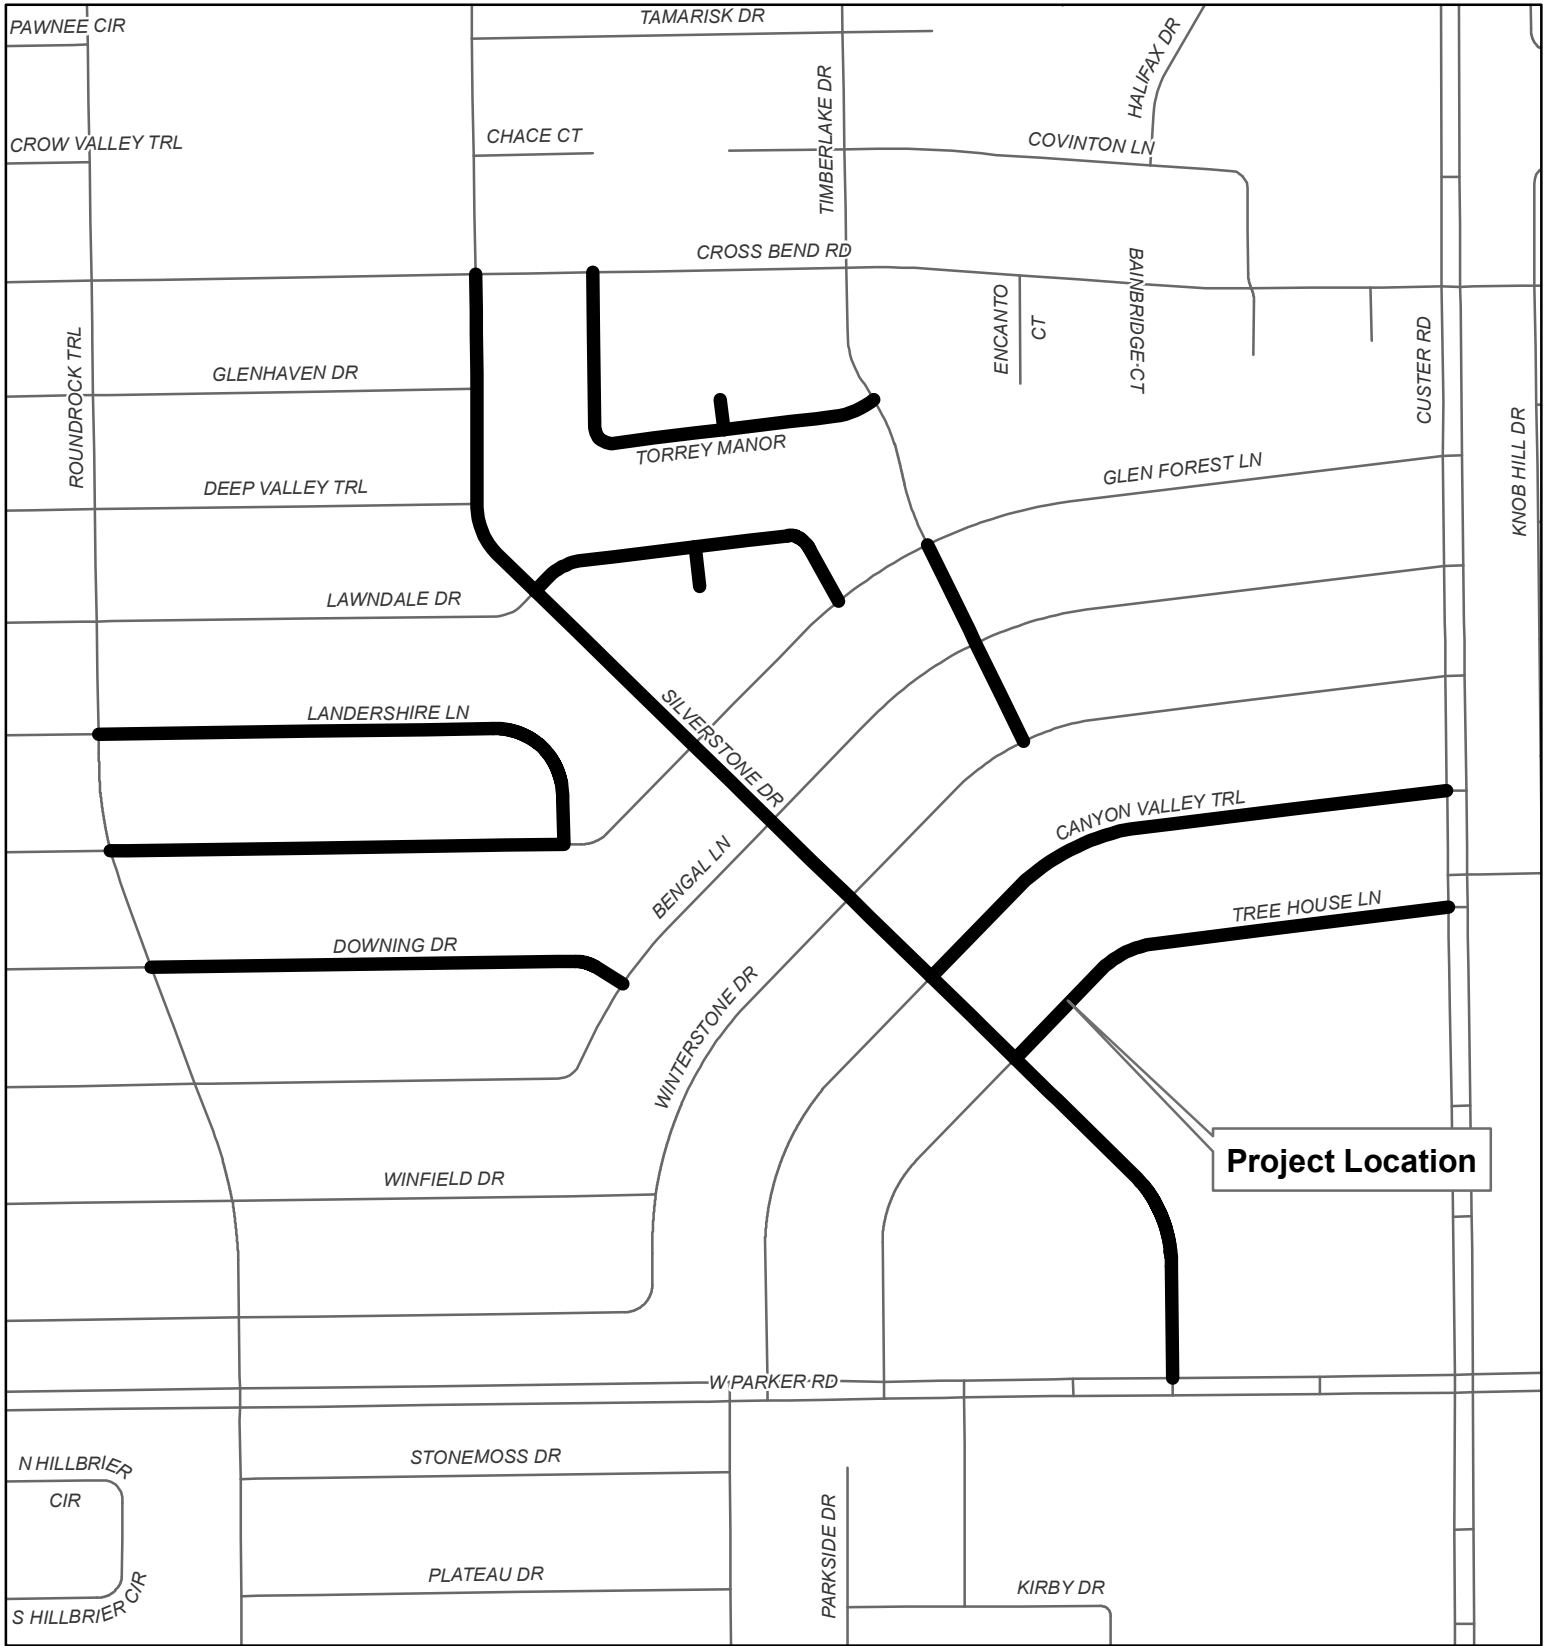 PAWNEE CIR
TAMARISK DR
HALIFAX DR
TIMBERLAKE DR
CROW VALLEY TRL
CHACE CT
COVINTON LN
CROSS BEND RD
BAINBRIDGE CT
ENCANTO
CT
CUSTER RD
ROUNDROCK TRL
GLENHAVEN DR
KNOB HILL DR
TORREY MANOR
GLEN FOREST LN
DEEP VALLEY TRL
LAWNDALE DR
LANDERSHIRE LN
SILVERSTONE DR
CANYON VALLEY TRL
BENGAL LN
TREE HOUSE LN
DOWNING DR
WINTERSTONE DR
Project Location
WINFIELD DR
W PARKER RD
N HILLBRIER
CIR
STONEMOSS DR
PARKSIDE DR
PLATEAU DR
KIRBY DR
S HILLBRIER CIR